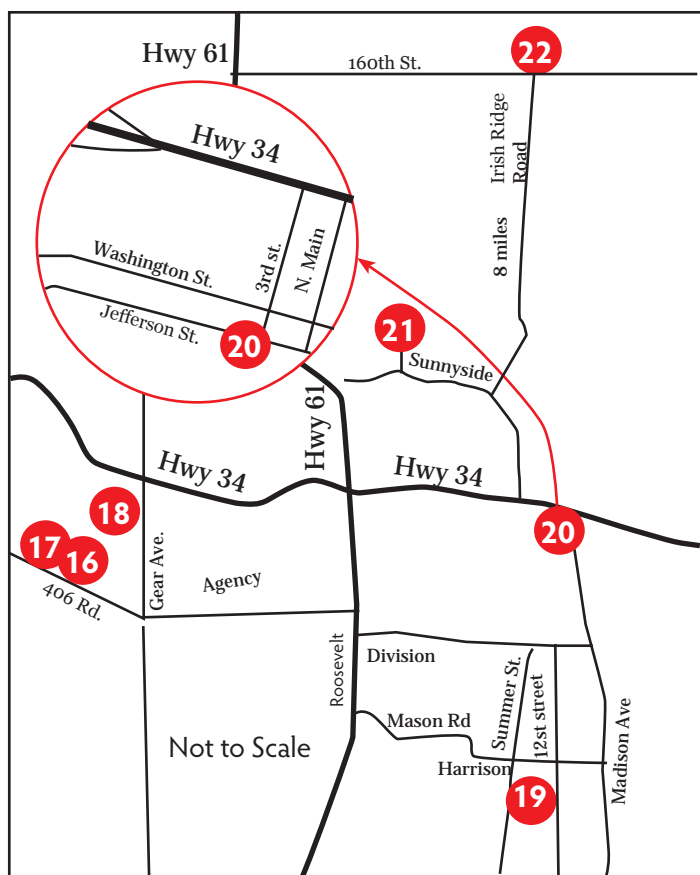 Hwy 61
22
160th St.
Irish Ridge
Road
8 miles
Hwy 34
3rd st.
N. Main
Washington St.
Jefferson St.
20
21
Sunnyside
Hwy 61
Hwy 34
Hwy 34
18
17
16
20
Gear Ave.
Agency
406 Rd.
Roosevelt
Division
Summer St.
12st street
Madison Ave
Mason Rd
Harrison
Not to Scale
19